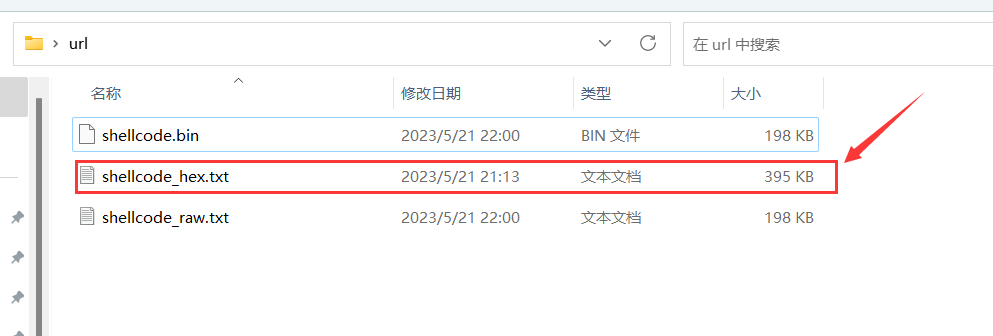 url 在 url 中搜索
名称 修改日期 类型 大小
shellcode.bin 2023/5/21 22:00 BIN 文件 198 KB
shellcode_hex.txt 2023/5/21 21:13 文本文档 395 KB
shellcode_raw.txt 2023/5/21 22:00 文本文档 198 KB